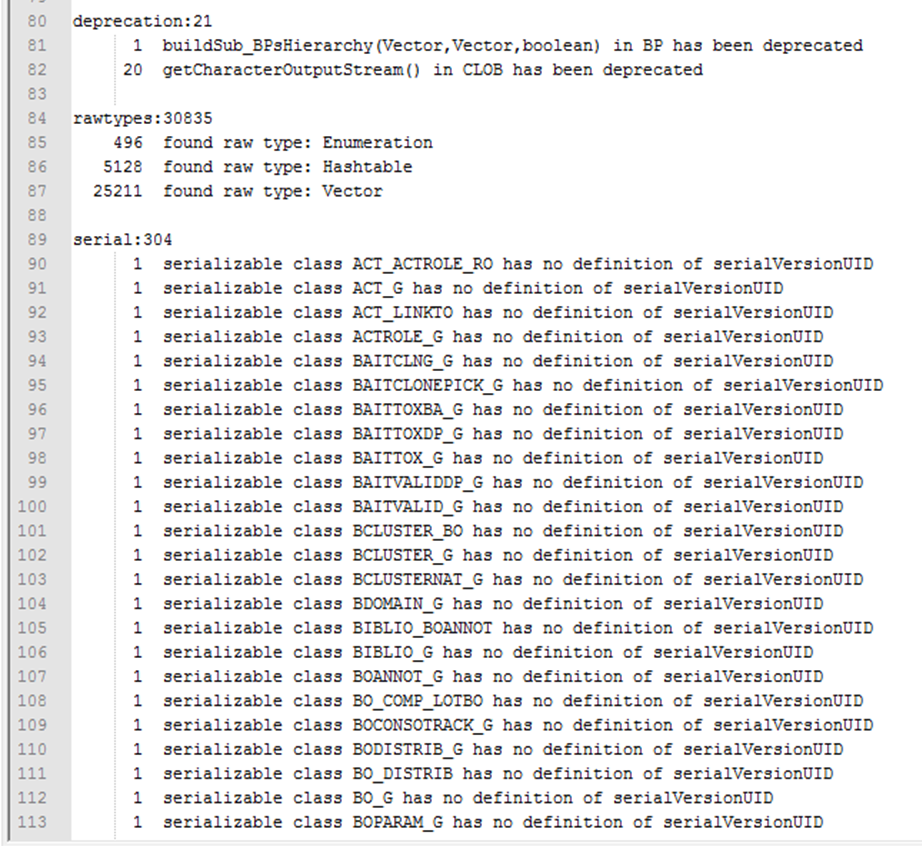 80 deprecation:21
81 1 buildSub_BPsHierarchy(Vector,Vector,boolean) in BP has been deprecated
82 20 getCharacterOutputStream() in CLOB has been deprecated
83
84 rawtypes:30835
85 496 found raw type: Enumeration
86 5128 found raw type: Hashtable
87 25211 found raw type: Vector
88
89 serial:304
90 1 serializable class ACT_ACTROLE_RO has no definition of serialVersionUID
91 1 serializable class ACT_G has no definition of serialVersionUID
92 1 serializable class ACT_LINKTO has no definition of serialVersionUID
93 1 serializable class ACTROLE_G has no definition of serialVersionUID
94 1 serializable class BAITCLNG_G has no definition of serialVersionUID
95 1 serializable class BAITCLONEPICK_G has no definition of serialVersionUID
96 1 serializable class BAITTOXBA_G has no definition of serialVersionUID
97 1 serializable class BAITTOXDP_G has no definition of serialVersionUID
98 1 serializable class BAITTOX_G has no definition of serialVersionUID
99 1 serializable class BAITVALIDDP_G has no definition of serialVersionUID
100 1 serializable class BAITVALID_G has no definition of serialVersionUID
101 1 serializable class BCLUSTER_BO has no definition of serialVersionUID
102 1 serializable class BCLUSTER_G has no definition of serialVersionUID
103 1 serializable class BCLUSTERNAT_G has no definition of serialVersionUID
104 1 serializable class BDOMAIN_G has no definition of serialVersionUID
105 1 serializable class BIBLIO_BOANNOT has no definition of serialVersionUID
106 1 serializable class BIBLIO_G has no definition of serialVersionUID
107 1 serializable class BOANNOT_G has no definition of serialVersionUID
108 1 serializable class BO_COMP_LOTBO has no definition of serialVersionUID
109 1 serializable class BOCONSOTRACK_G has no definition of serialVersionUID
110 1 serializable class BODISTRIB_G has no definition of serialVersionUID
111 1 serializable class BO_DISTRIB has no definition of serialVersionUID
112 1 serializable class BO_G has no definition of serialVersionUID
113 1 serializable class BOPARAM_G has no definition of serialVersionUID